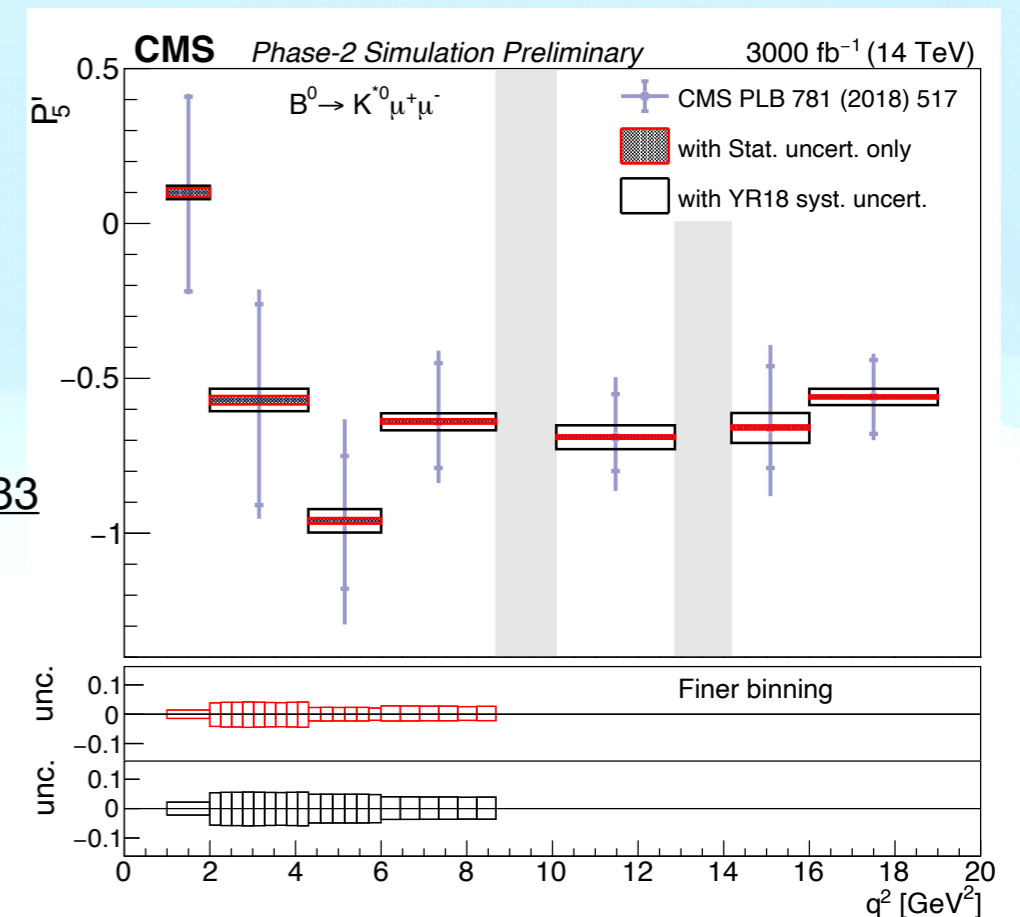 CMS Phase-2 Simulation Preliminary 3000 fb⁻¹ (14 TeV)
P₅'
0.5
0
−0.5
−1
B⁰→ K*⁰μ⁺μ⁻
CMS PLB 781 (2018) 517
with Stat. uncert. only
with YR18 syst. uncert.
33
unc.
0.1
0
−0.1
Finer binning
unc.
0.1
0
−0.1
0 2 4 6 8 10 12 14 16 18 20
q² [GeV²]